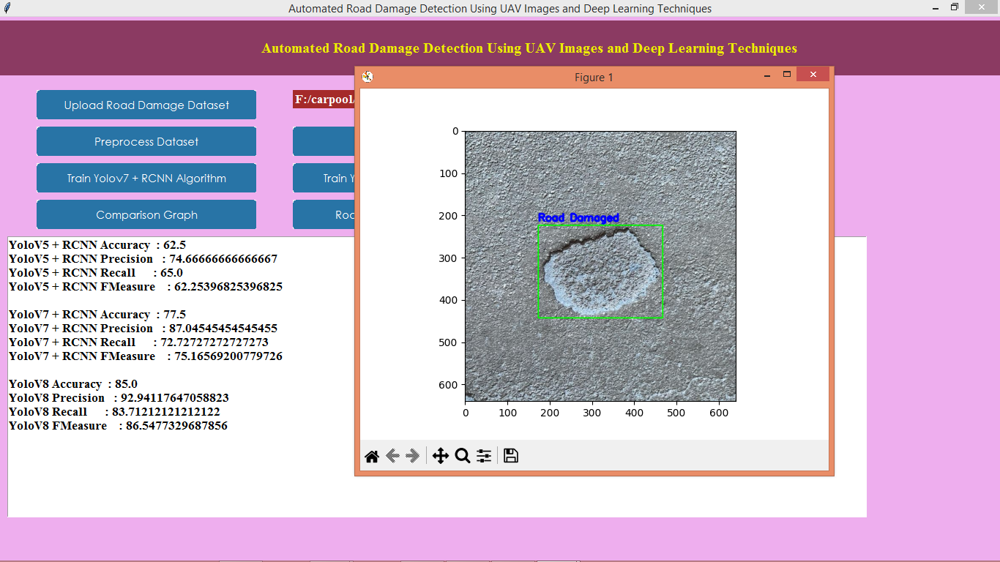 Automated Road Damage Detection Using UAV Images and Deep Learning Techniques
Automated Road Damage Detection Using UAV Images and Deep Learning Techniques
Upload Road Damage Dataset
F:/carpool/
Preprocess Dataset
Train Yolov7 + RCNN Algorithm
Train Y
Comparison Graph
Figure 1
0
100
200
300
400
500
600
Road Damaged
0 100 200 300 400 500 600
YoloV5 + RCNN Accuracy : 62.5
YoloV5 + RCNN Precision : 74.66666666666667
YoloV5 + RCNN Recall : 65.0
YoloV5 + RCNN FMeasure : 62.25396825396825
YoloV7 + RCNN Accuracy : 77.5
YoloV7 + RCNN Precision : 87.04545454545455
YoloV7 + RCNN Recall : 72.72727272727273
YoloV7 + RCNN FMeasure : 75.16569200779726
YoloV8 Accuracy : 85.0
YoloV8 Precision : 92.94117647058823
YoloV8 Recall : 83.71212121212122
YoloV8 FMeasure : 86.5477329687856